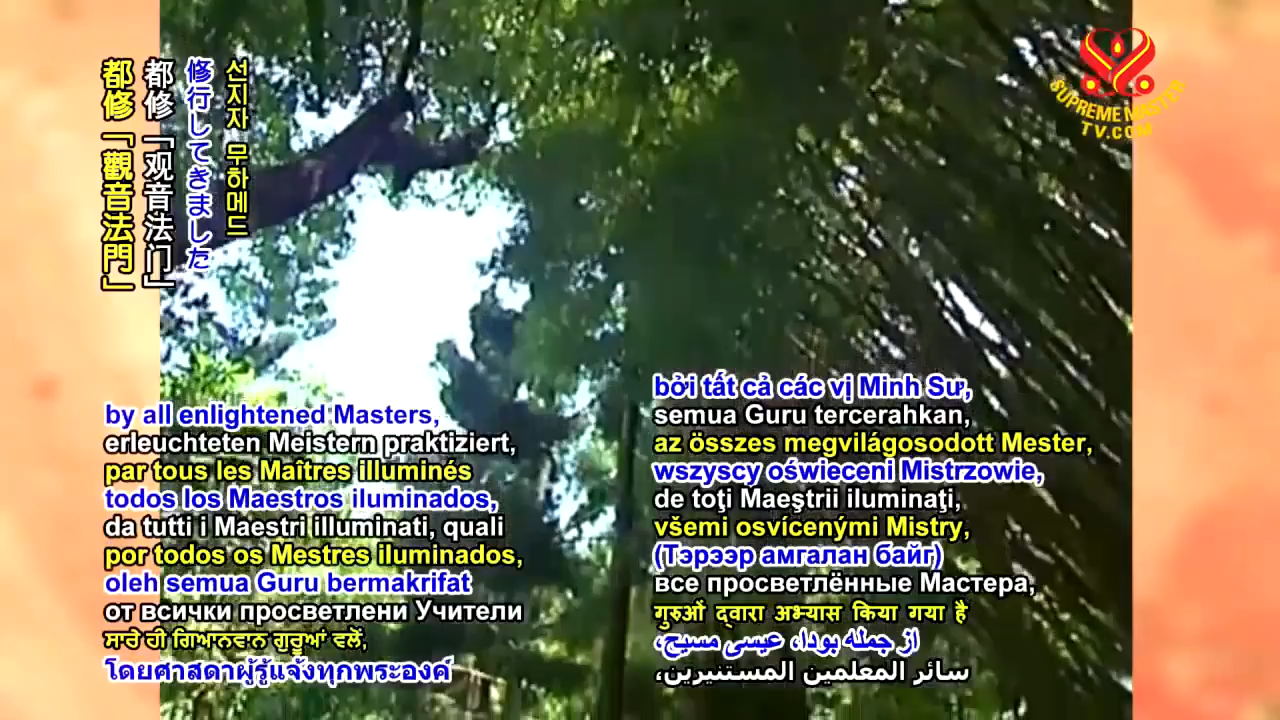 선지자 무하메드
修行してきました
都修「观音法门」
都修「觀音法門」
SUPREME MASTER
TV.COM
by all enlightened Masters,
erleuchteten Meistern praktiziert,
par tous les Maîtres illuminés
todos los Maestros iluminados,
da tutti i Maestri illuminati, quali
por todos os Mestres iluminados,
oleh semua Guru bermakrifat
от всички просветлени Учители
ਸਾਰੇ ਹੀ ਗਿਆਨਵਾਨ ਗੁਰੂਆਂ ਵਲੋਂ,
โดยศาสดาผู้รู้แจ้งทุกพระองค์
bởi tất cả các vị Minh Sư,
semua Guru tercerahkan,
az összes megvilágosodott Mester,
wszyscy oświeceni Mistrzowie,
de toţi Maeştrii iluminaţi,
všemi osvícenými Mistry,
(Тэрээр амгалан байг)
все просветлённые Мастера,
गुरुओं द्वारा अभ्यास किया गया है
از جمله بودا، عیسی مسیح،
سائر المعلمين المستنيرين،